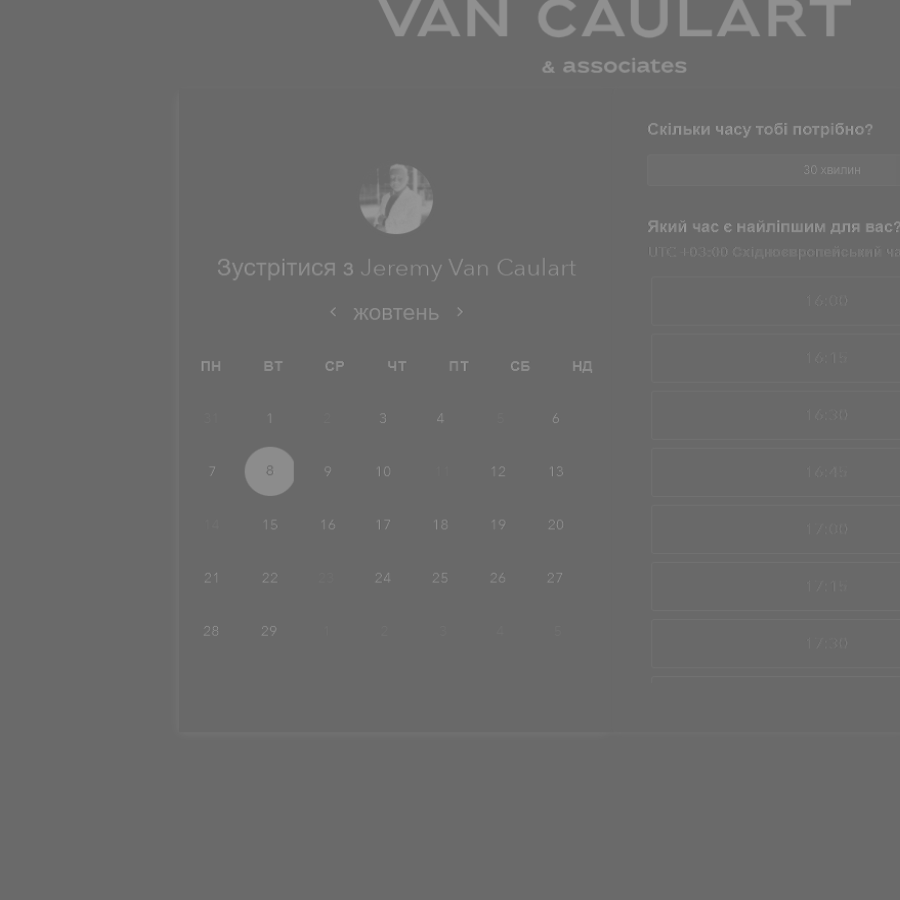 VAN CAULART
& associates
Зустрітися з Jeremy Van Caulart
‹ жовтень ›
ПН ВТ СР ЧТ ПТ СБ НД
31 1 2 3 4 5 6
7 8 9 10 11 12 13
14 15 16 17 18 19 20
21 22 23 24 25 26 27
28 29 1 2 3 4 5
Скільки часу тобі потрібно?
30 хвилин
Який час є найліпшим для вас?
UTC +03:00 Східноєвропейський ча
16:00
16:15
16:30
16:45
17:00
17:15
17:30